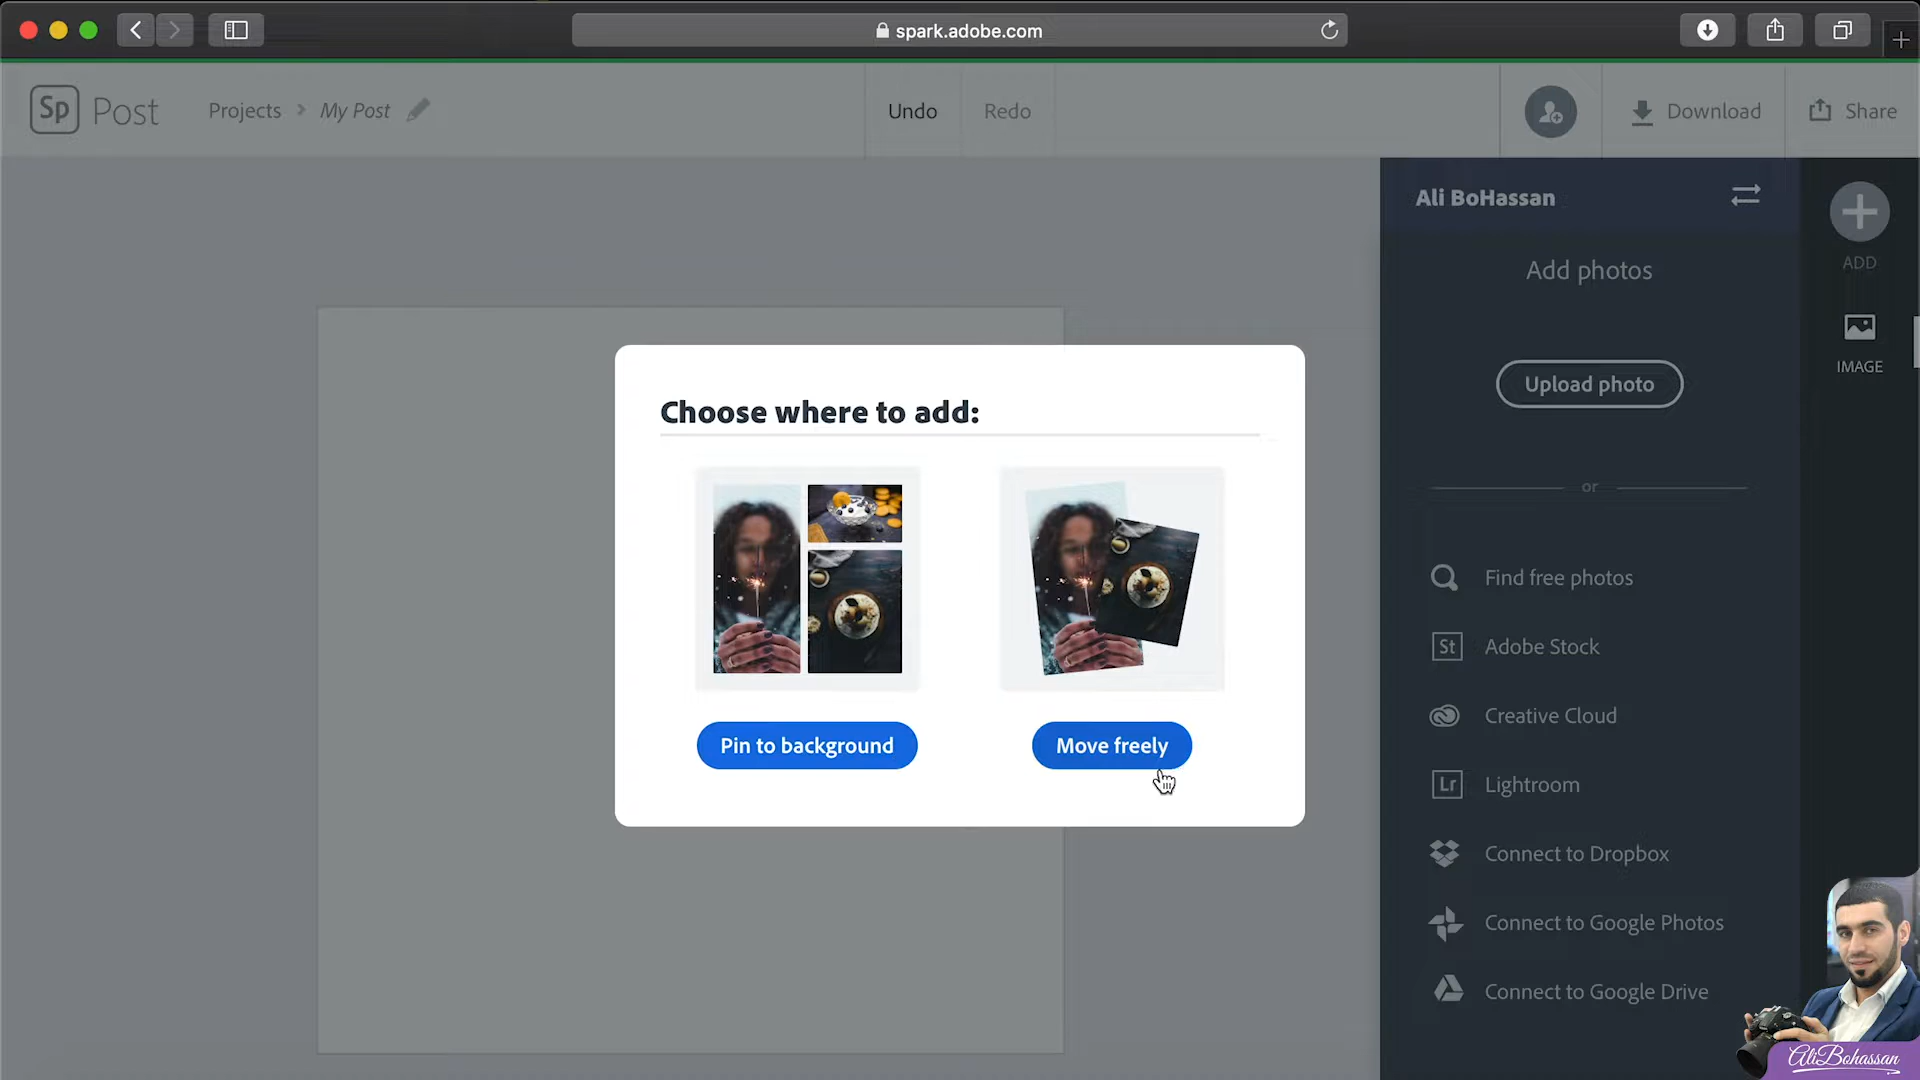 spark.adobe.com
Sp Post
Projects > My Post
Undo
Redo
Download
Share
Ali BoHassan
ADD
Add photos
IMAGE
Upload photo
or
Choose where to add:
Find free photos
St Adobe Stock
Creative Cloud
Lr Lightroom
Connect to Dropbox
Connect to Google Photos
Connect to Google Drive
Pin to background
Move freely
AliBohassan